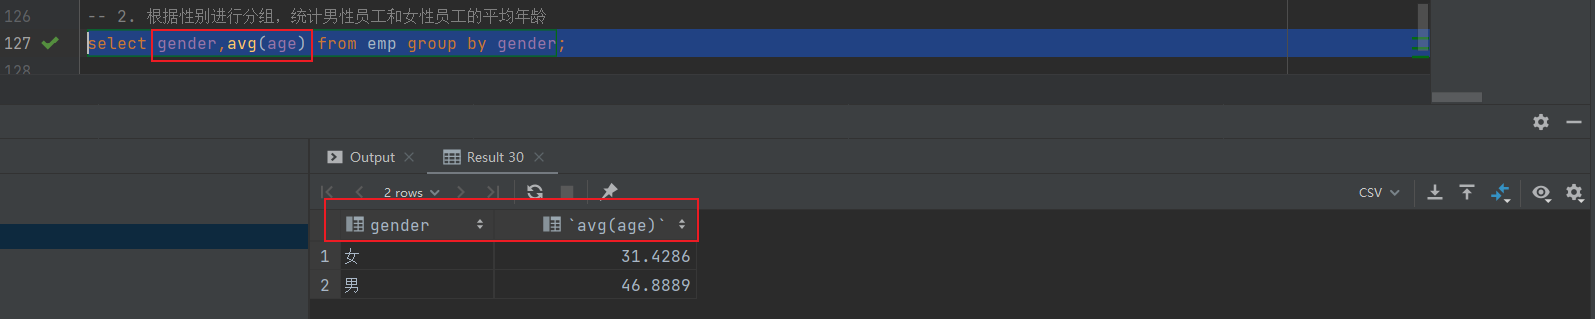 126 -- 2. 根据性别进行分组，统计男性员工和女性员工的平均年龄
127 select gender,avg(age) from emp group by gender;
128
Output Result 30
2 rows CSV
gender `avg(age)`
1 女 31.4286
2 男 46.8889